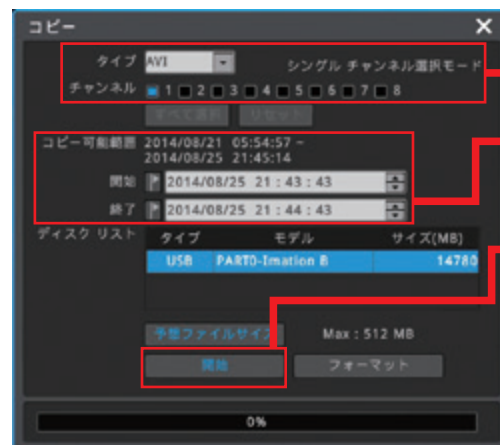 コピー
タイプ AVI シングル チャンネル選択モード
チャンネル 1 2 3 4 5 6 7 8
すべて選択 リセット
コピー可能範囲 2014/08/21 05:54:57 –
2014/08/25 21:45:14
開始 2014/08/25 21 : 43 : 43
終了 2014/08/25 21 : 44 : 43
ディスク リスト タイプ モデル サイズ(MB)
USB PART0-Imation B 14780
予想ファイルサイズ Max : 512 MB
開始 フォーマット
0%